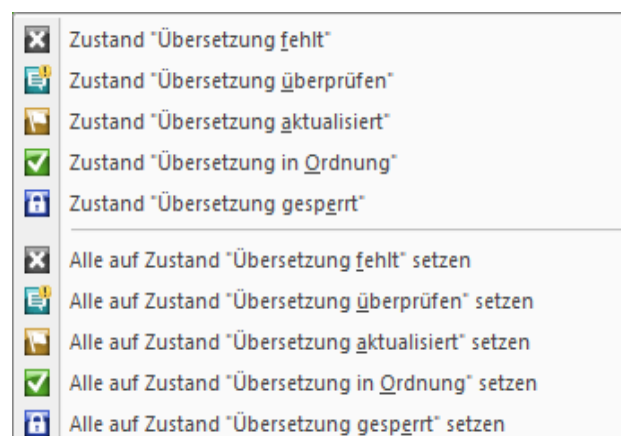 Zustand "Übersetzung fehlt"
Zustand "Übersetzung überprüfen"
Zustand "Übersetzung aktualisiert"
Zustand "Übersetzung in Ordnung"
Zustand "Übersetzung gesperrt"
Alle auf Zustand "Übersetzung fehlt" setzen
Alle auf Zustand "Übersetzung überprüfen" setzen
Alle auf Zustand "Übersetzung aktualisiert" setzen
Alle auf Zustand "Übersetzung in Ordnung" setzen
Alle auf Zustand "Übersetzung gesperrt" setzen